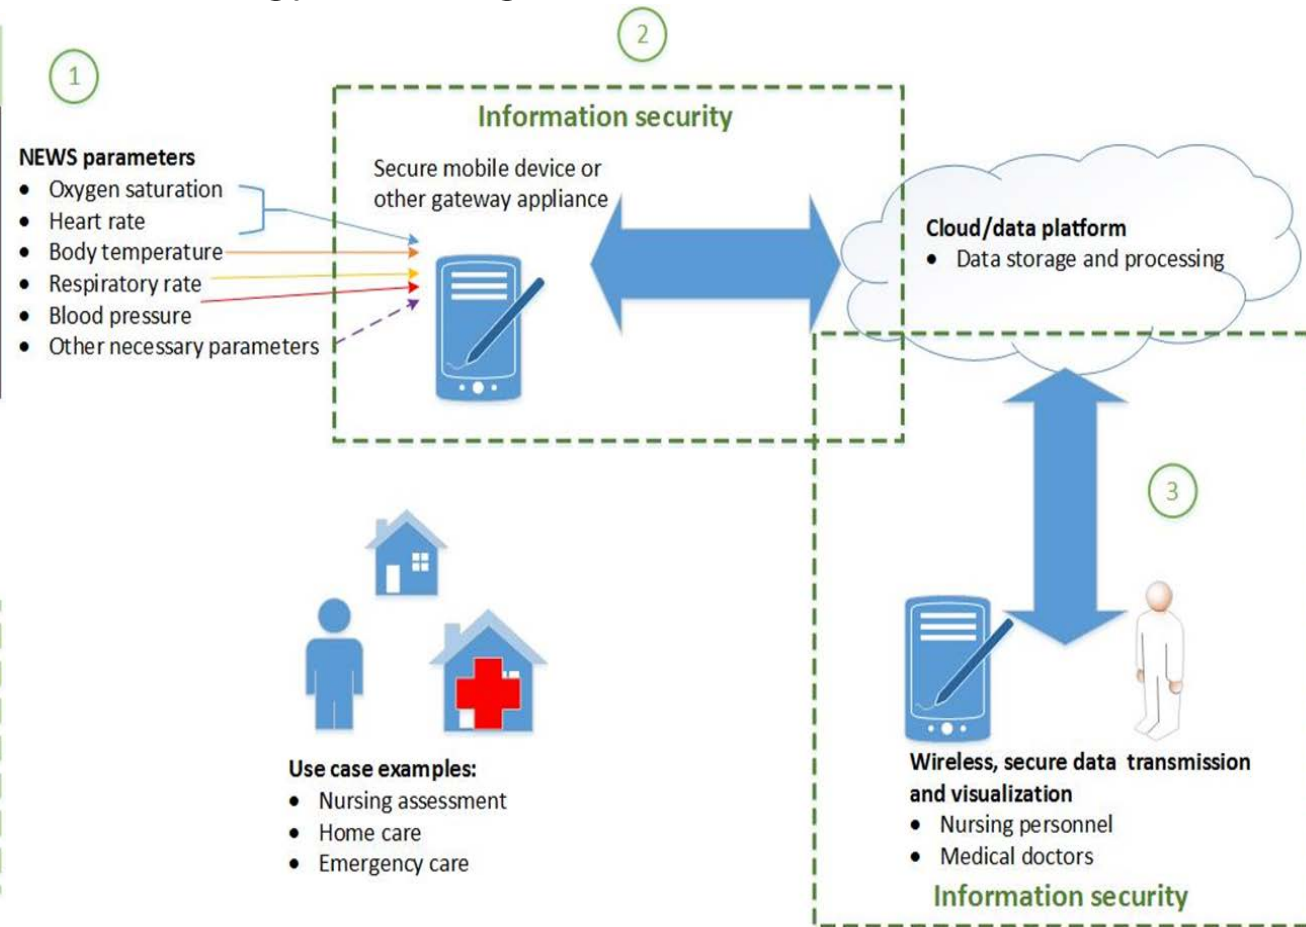 2
1
Information security
NEWS parameters
• Oxygen saturation
• Heart rate
• Body temperature
• Respiratory rate
• Blood pressure
• Other necessary parameters
Secure mobile device or
other gateway appliance
Cloud/data platform
• Data storage and processing
3
Use case examples:
• Nursing assessment
• Home care
• Emergency care
Wireless, secure data transmission
and visualization
• Nursing personnel
• Medical doctors
Information security